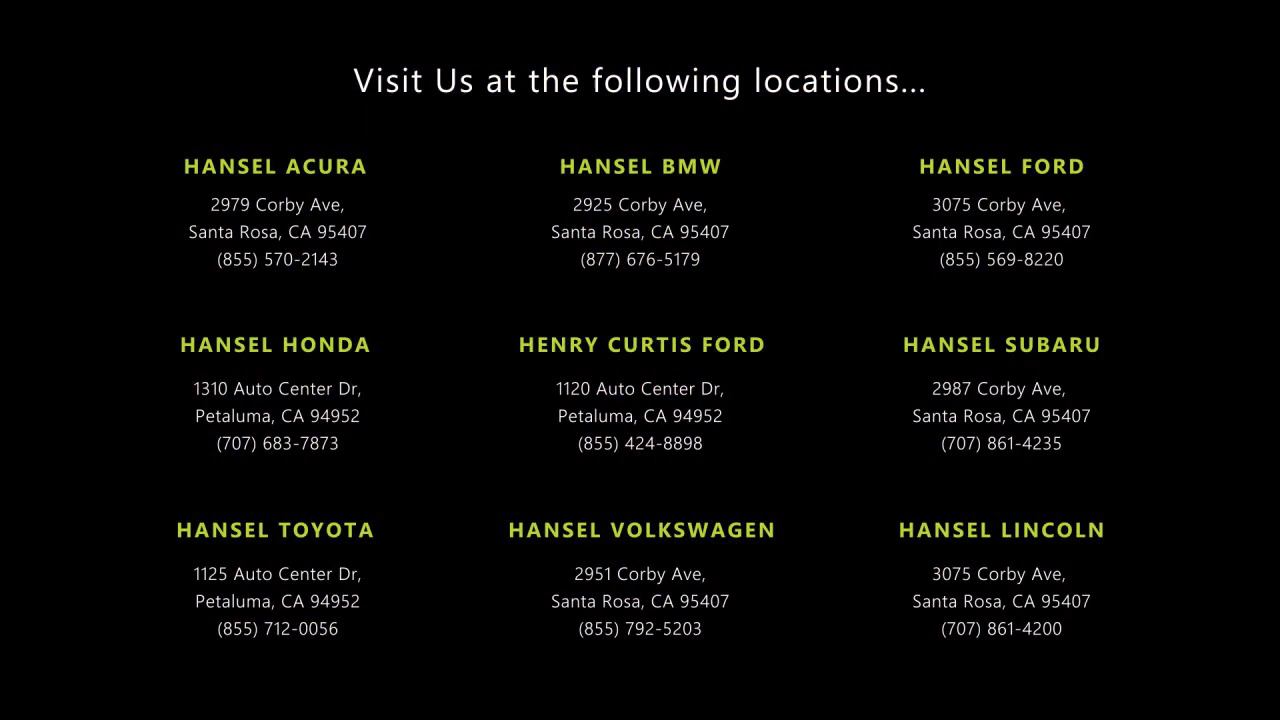 Visit Us at the following locations...
HANSEL ACURA
2979 Corby Ave,
Santa Rosa, CA 95407
(855) 570-2143
HANSEL BMW
2925 Corby Ave,
Santa Rosa, CA 95407
(877) 676-5179
HANSEL FORD
3075 Corby Ave,
Santa Rosa, CA 95407
(855) 569-8220
HANSEL HONDA
1310 Auto Center Dr,
Petaluma, CA 94952
(707) 683-7873
HENRY CURTIS FORD
1120 Auto Center Dr,
Petaluma, CA 94952
(855) 424-8898
HANSEL SUBARU
2987 Corby Ave,
Santa Rosa, CA 95407
(707) 861-4235
HANSEL TOYOTA
1125 Auto Center Dr,
Petaluma, CA 94952
(855) 712-0056
HANSEL VOLKSWAGEN
2951 Corby Ave,
Santa Rosa, CA 95407
(855) 792-5203
HANSEL LINCOLN
3075 Corby Ave,
Santa Rosa, CA 95407
(707) 861-4200